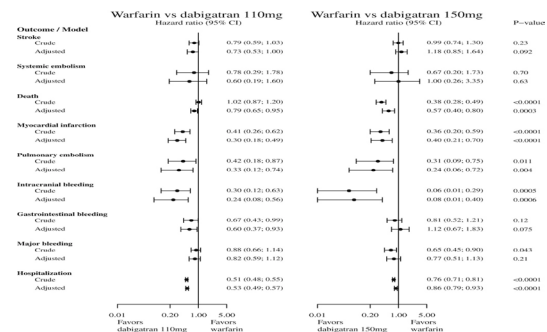 Warfarin vs dabigatran 110mg Warfarin vs dabigatran 150mg
Hazard ratio (95% CI) Hazard ratio (95% CI) P-value
Outcome / Model
Stroke
Crude 0.79 (0.59; 1.03) 0.99 (0.74; 1.30) 0.23
Adjusted 0.73 (0.53; 1.00) 1.18 (0.85; 1.64) 0.092
Systemic embolism
Crude 0.78 (0.29; 1.78) 0.67 (0.20; 1.73) 0.70
Adjusted 0.60 (0.19; 1.60) 1.00 (0.26; 3.35) 0.63
Death
Crude 1.02 (0.87; 1.20) 0.38 (0.28; 0.49) <0.0001
Adjusted 0.79 (0.65; 0.95) 0.57 (0.40; 0.80) 0.0003
Myocardial infarction
Crude 0.41 (0.26; 0.62) 0.36 (0.20; 0.59) <0.0001
Adjusted 0.30 (0.18; 0.49) 0.40 (0.21; 0.70) <0.0001
Pulmonary embolism
Crude 0.42 (0.18; 0.87) 0.31 (0.09; 0.75) 0.011
Adjusted 0.33 (0.12; 0.74) 0.24 (0.06; 0.72) 0.004
Intracranial bleeding
Crude 0.30 (0.12; 0.63) 0.06 (0.01; 0.29) 0.0005
Adjusted 0.24 (0.08; 0.56) 0.08 (0.01; 0.40) 0.0006
Gastrointestinal bleeding
Crude 0.67 (0.43; 0.99) 0.81 (0.52; 1.21) 0.12
Adjusted 0.60 (0.37; 0.93) 1.12 (0.67; 1.83) 0.075
Major bleeding
Crude 0.88 (0.66; 1.14) 0.65 (0.45; 0.90) 0.043
Adjusted 0.82 (0.59; 1.12) 0.77 (0.51; 1.13) 0.21
Hospitalization
Crude 0.51 (0.48; 0.55) 0.76 (0.71; 0.81) <0.0001
Adjusted 0.53 (0.49; 0.57) 0.86 (0.79; 0.93) <0.0001
0.01 0.20 1.00 5.00 0.01 0.20 1.00 5.00
Favors Favors Favors Favors
dabigatran 110mg warfarin dabigatran 150mg warfarin